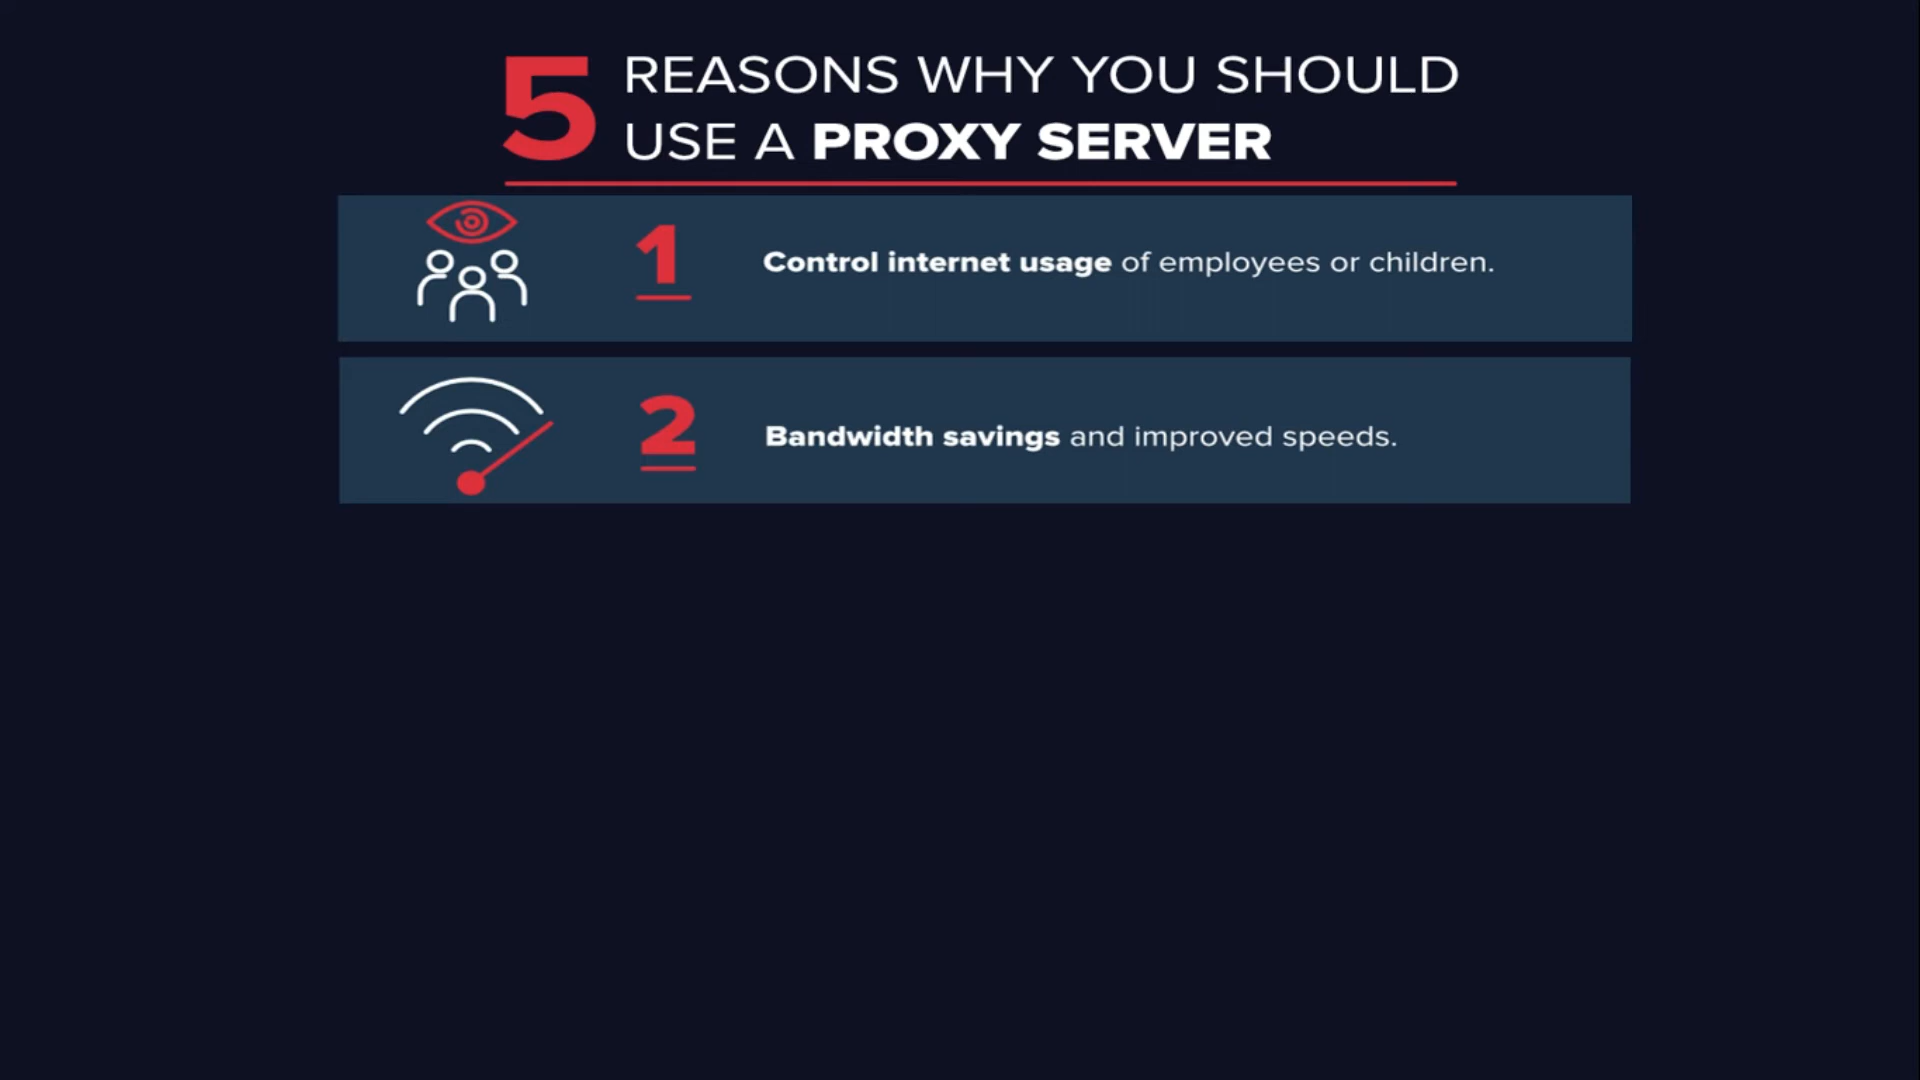 5 REASONS WHY YOU SHOULD
USE A PROXY SERVER
1 Control internet usage of employees or children.
2 Bandwidth savings and improved speeds.